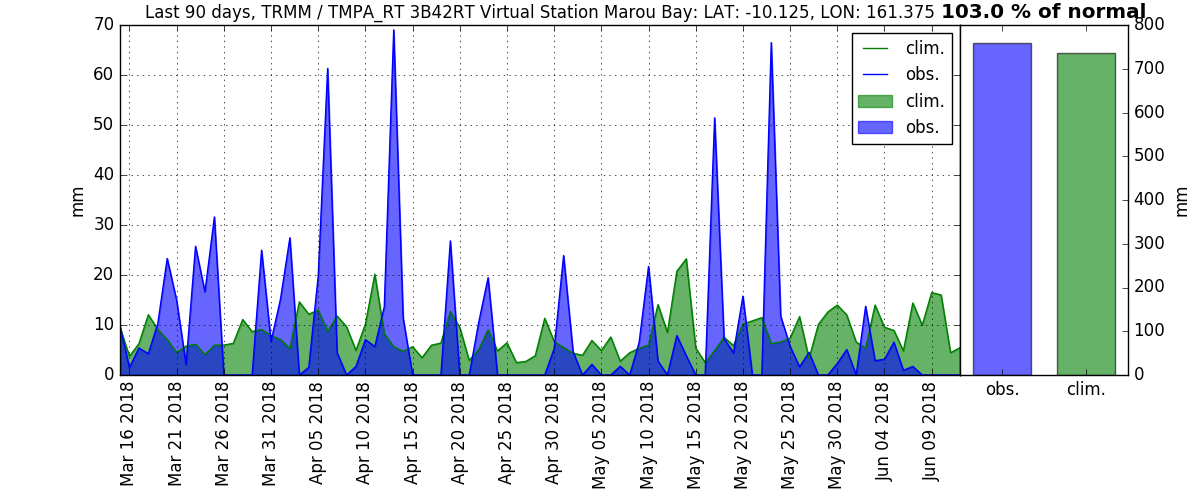 Last 90 days, TRMM / TMPA_RT 3B42RT Virtual Station Marou Bay: LAT: -10.125, LON: 161.375 103.0 % of normal
70
60
50
40
30
20
10
0
mm
clim.
obs.
clim.
obs.
Mar 16 2018
Mar 21 2018
Mar 26 2018
Mar 31 2018
Apr 05 2018
Apr 10 2018
Apr 15 2018
Apr 20 2018
Apr 25 2018
Apr 30 2018
May 05 2018
May 10 2018
May 15 2018
May 20 2018
May 25 2018
May 30 2018
Jun 04 2018
Jun 09 2018
800
700
600
500
400
300
200
100
0
mm
obs.
clim.